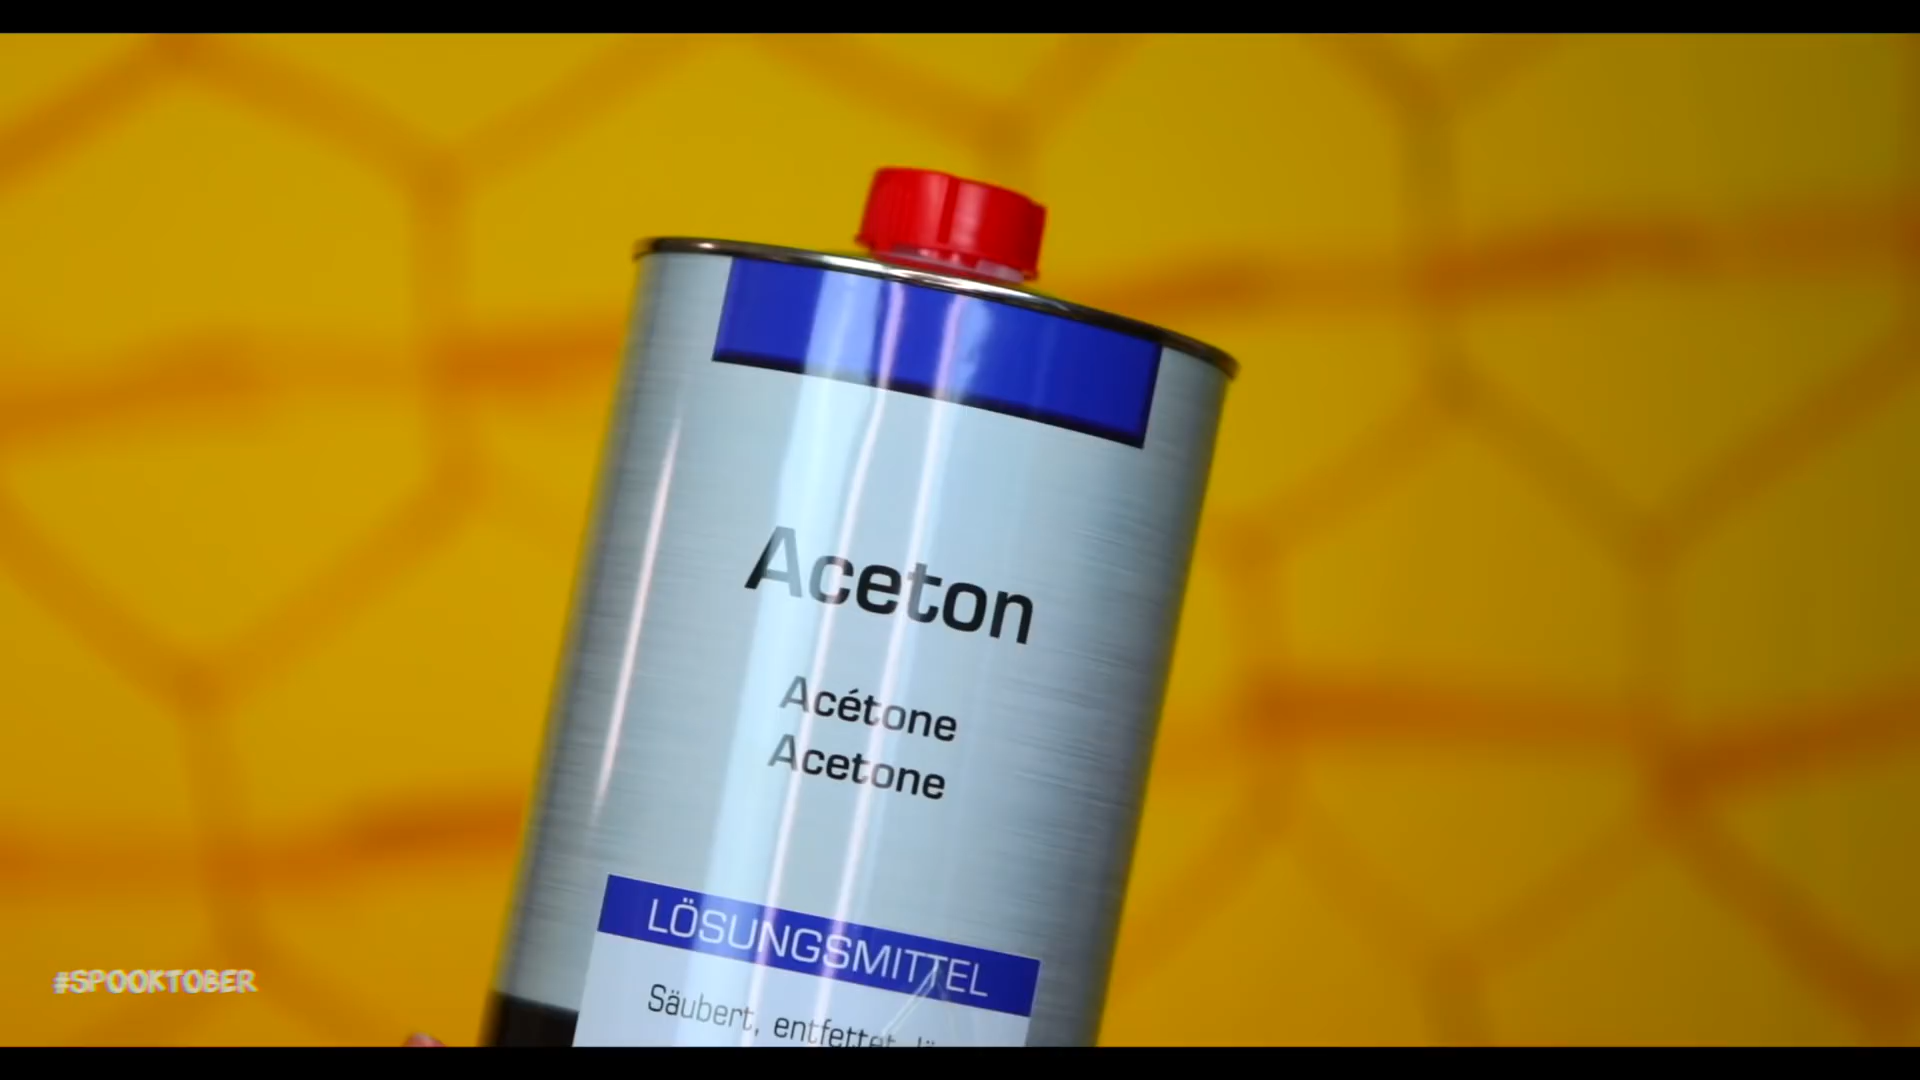 Aceton
Acétone
Acetone
LÖSUNGSMITTEL
Säubert, entfettet,
#SPOOKTOBER